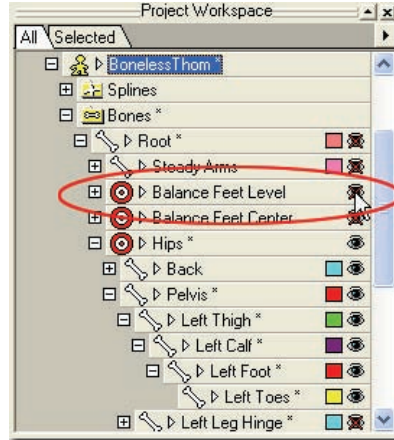 Project Workspace
All Selected
BonelessThom *
Splines
Bones *
Root *
Steady Arms
Balance Feet Level
Balance Feet Center
Hips *
Back
Pelvis *
Left Thigh *
Left Calf *
Left Foot *
Left Toes *
Left Leg Hinge *